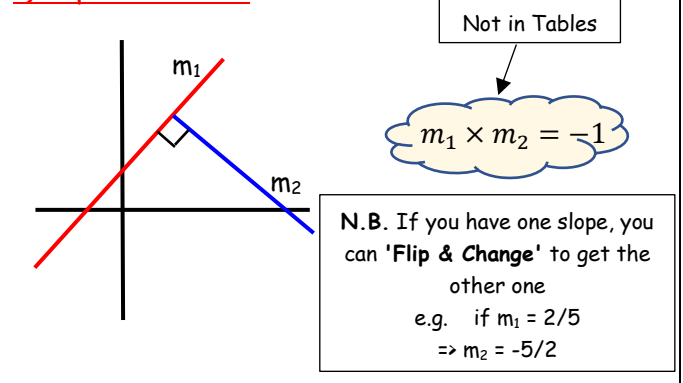 Not in Tables
m₁
m₁ × m₂ = −1
m₂
N.B. If you have one slope, you
can 'Flip & Change' to get the
other one
e.g. if m₁ = 2/5
=> m₂ = -5/2